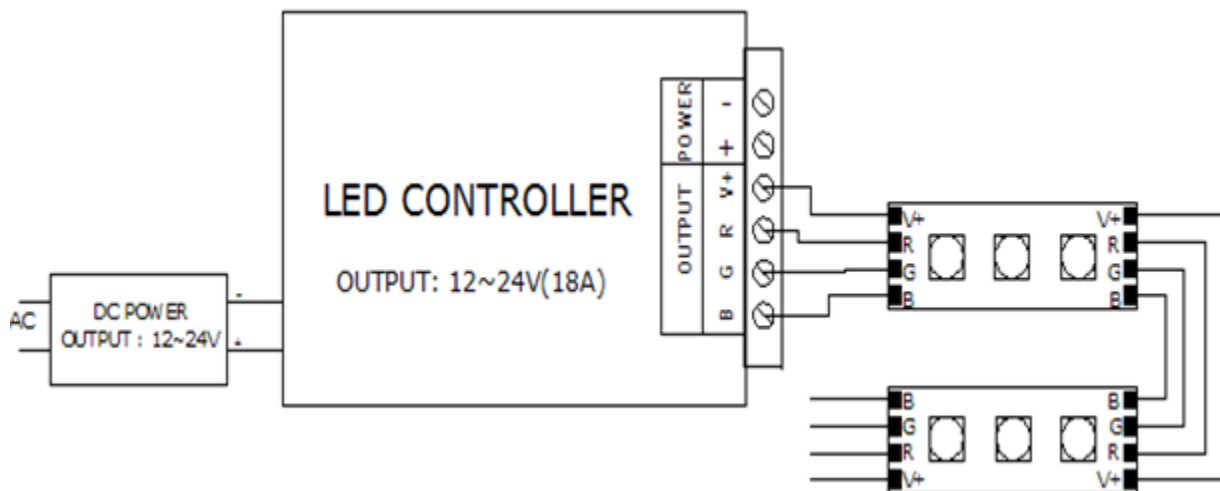 LED CONTROLLER
OUTPUT: 12~24V(18A)
AC
DC POWER
OUTPUT : 12~24V
-
+
POWER
-
+
OUTPUT
V+
R
G
B
V+
R
G
B
V+
R
G
B
B
G
R
V+
B
G
R
V+